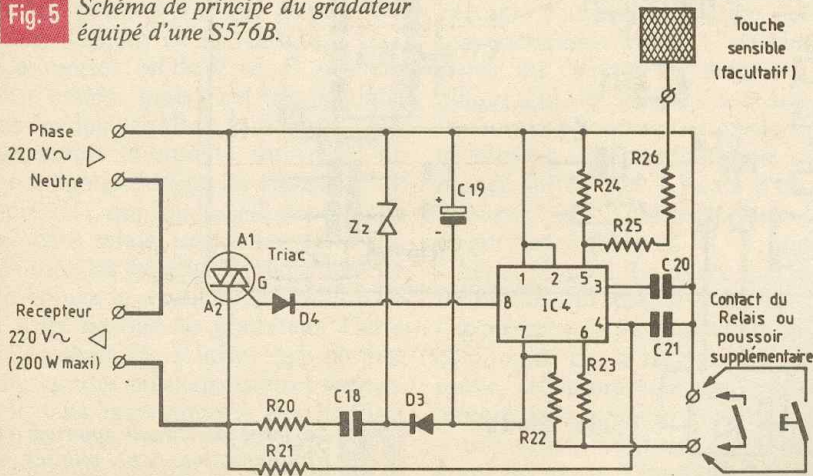 Fig. 5 Schéma de principe du gradateur
équipé d'une S576B.
Touche
sensible
(facultatif)
Phase
220 V~
Neutre
A1
Triac
G
A2
D4
Récepteur
220 V~
(200 W maxi)
Zz
C19
+
-
R24
R26
R25
1 2 5
3
8 IC4
4
7 6
C20
C21
Contact du
Relais ou
poussoir
supplémentaire
R20
C18
D3
R22
R23
R21